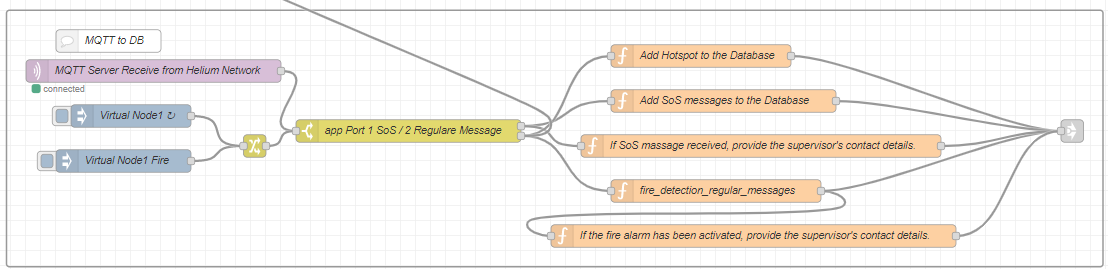 MQTT to DB
MQTT Server Receive from Helium Network
connected
Virtual Node1 ↻
Virtual Node1 Fire
app Port 1 SoS / 2 Regulare Message
Add Hotspot to the Database
Add SoS messages to the Database
If SoS massage received, provide the supervisor's contact details.
fire_detection_regular_messages
If the fire alarm has been activated, provide the supervisor's contact details.